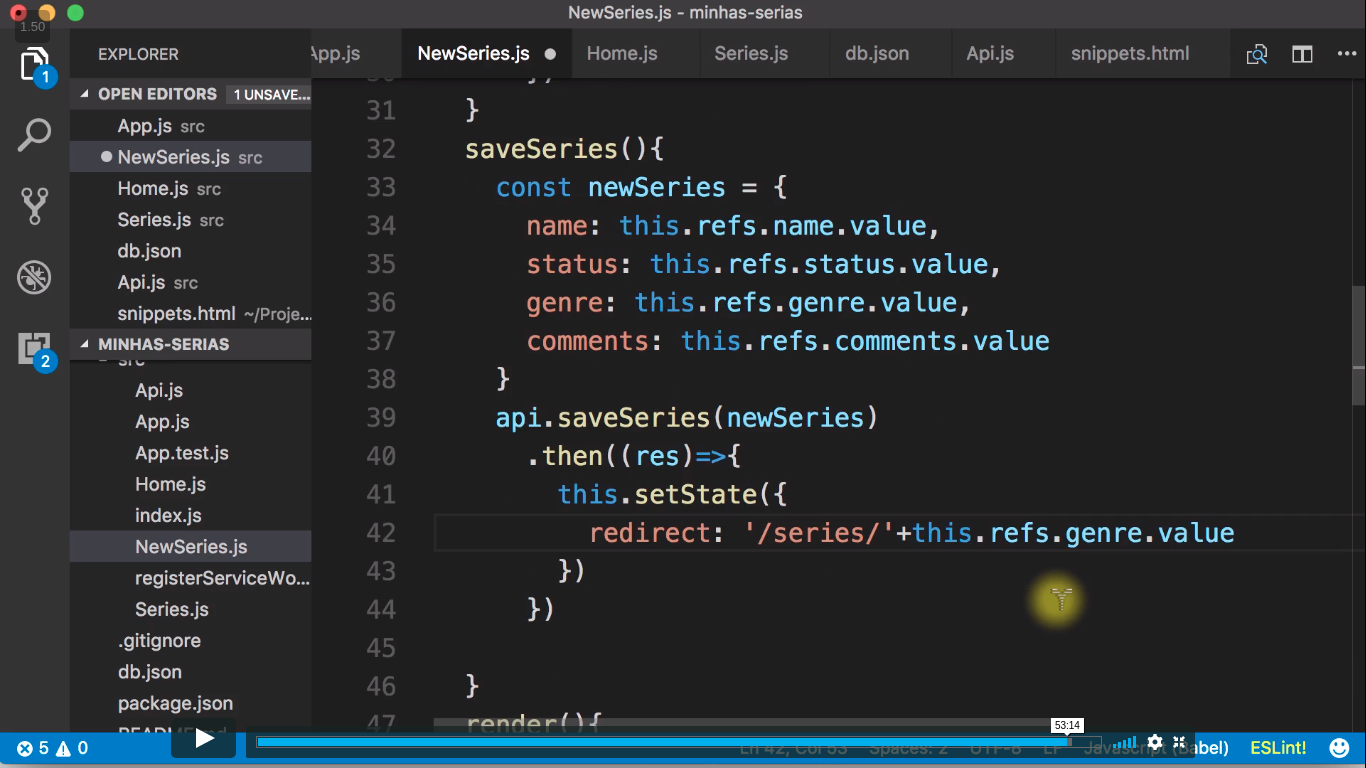 NewSeries.js - minhas-serias
1.50
EXPLORER
App.js
NewSeries.js
Home.js
Series.js
db.json
Api.js
snippets.html
1
OPEN EDITORS 1 UNSAVE...
App.js src
NewSeries.js src
Home.js src
Series.js src
db.json
Api.js src
snippets.html ~/Proje...
2
MINHAS-SERIAS
src
Api.js
App.js
App.test.js
Home.js
index.js
NewSeries.js
registerServiceWo...
Series.js
.gitignore
db.json
package.json
30 })
31 }
32 saveSeries(){
33 const newSeries = {
34 name: this.refs.name.value,
35 status: this.refs.status.value,
36 genre: this.refs.genre.value,
37 comments: this.refs.comments.value
38 }
39 api.saveSeries(newSeries)
40 .then((res)=>{
41 this.setState({
42 redirect: '/series/'+this.refs.genre.value
43 })
44 })
45
46 }
47 render(){
53:14
5 0
Ln 42, Col 53 Spaces: 2 UTF-8 LF Javascript (Babel) ESLint!